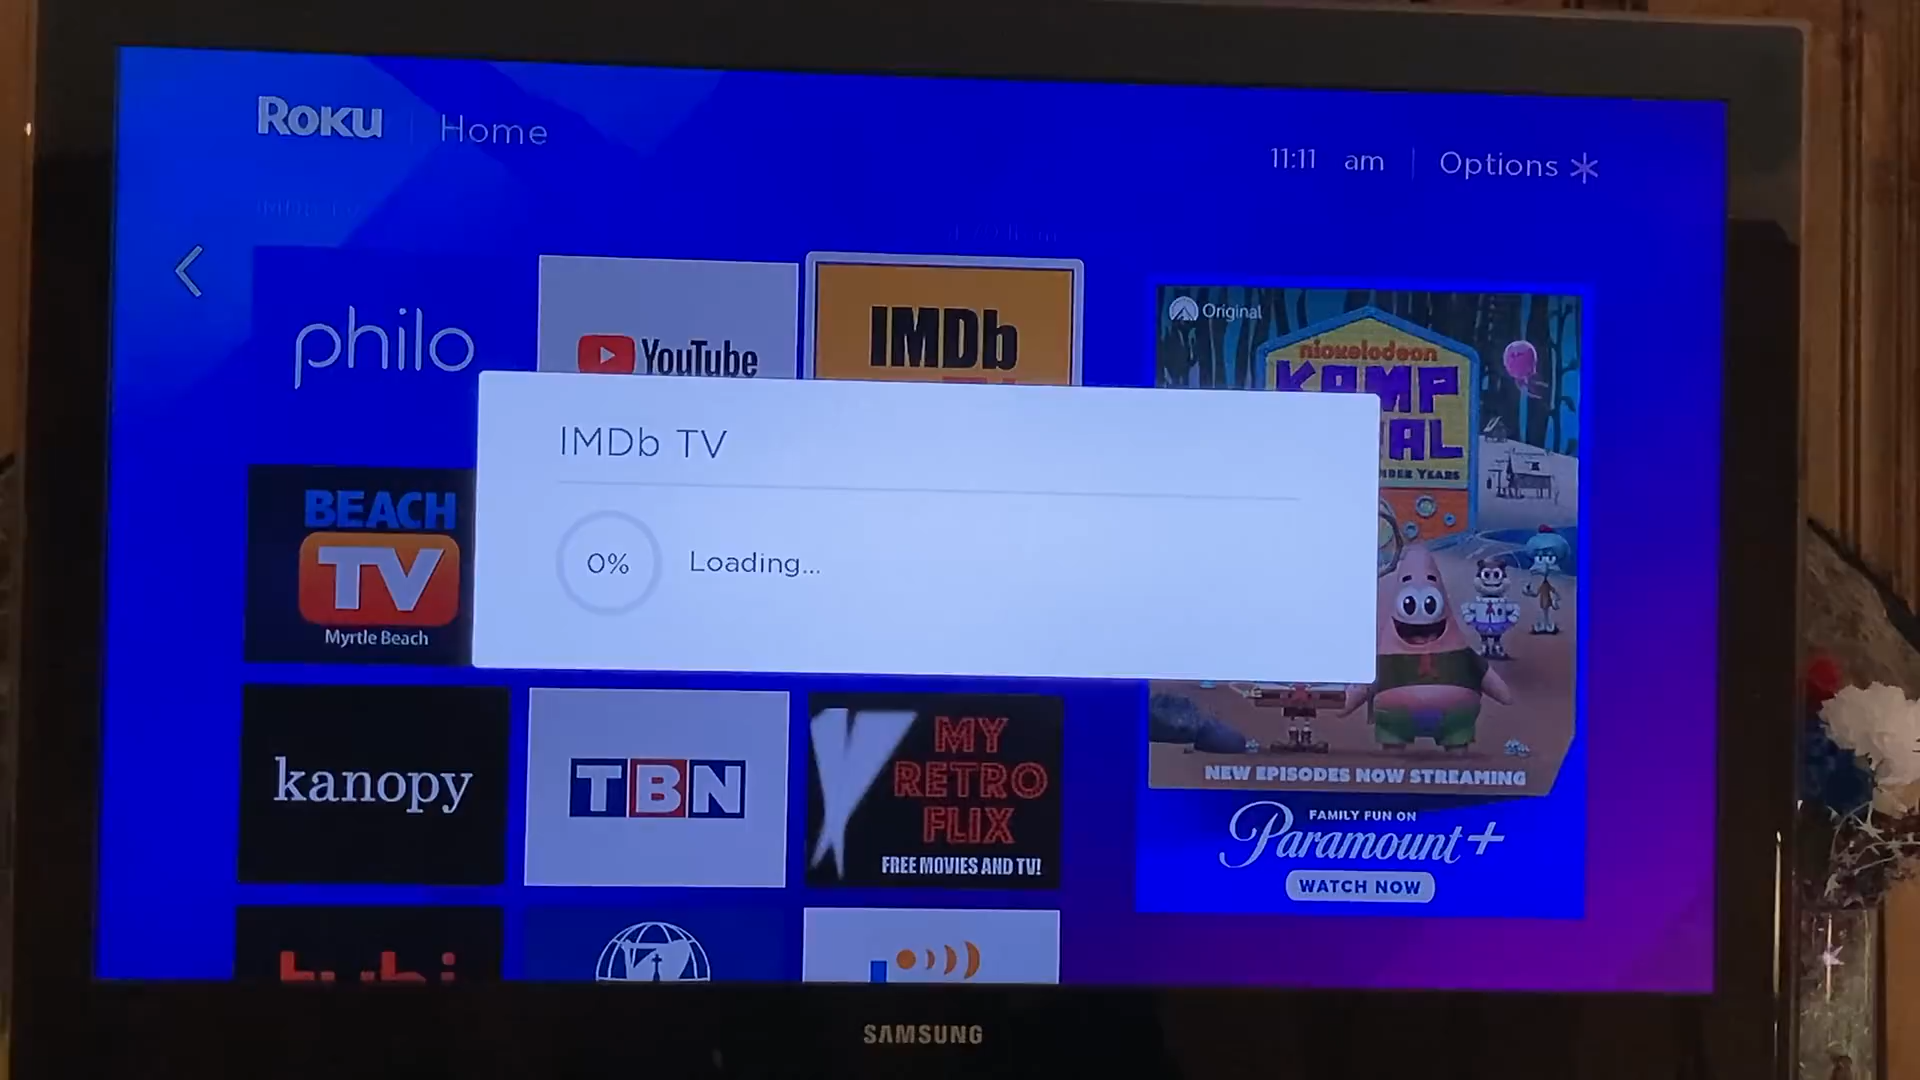 Roku | Home
11:11 am | Options
philo
YouTube
IMDb
Original
nickelodeon
KAMP
IMDb TV
0% Loading...
BEACH
TV
Myrtle Beach
kanopy
TBN
MY
RETRO
FLIX
FREE MOVIES AND TV!
NEW EPISODES NOW STREAMING
FAMILY FUN ON
Paramount+
WATCH NOW
SAMSUNG